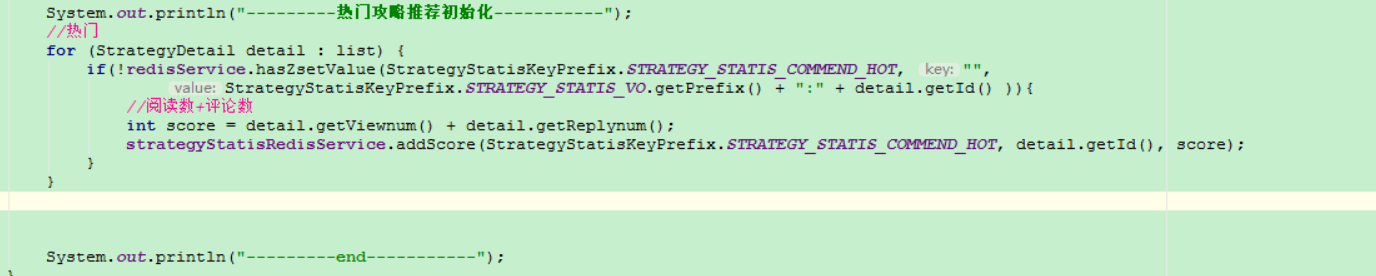 System.out.println("---------热门攻略推荐初始化-----------");
//热门
for (StrategyDetail detail : list) {
if(!redisService.hasZsetValue(StrategyStatisKeyPrefix.STRATEGY_STATIS_COMMEND_HOT, key: "",
value: StrategyStatisKeyPrefix.STRATEGY_STATIS_VO.getPrefix() + ":" + detail.getId() )){
//阅读数+评论数
int score = detail.getViewnum() + detail.getReplynum();
strategyStatisRedisService.addScore(StrategyStatisKeyPrefix.STRATEGY_STATIS_COMMEND_HOT, detail.getId(), score);
}
}
System.out.println("---------end-----------");
}